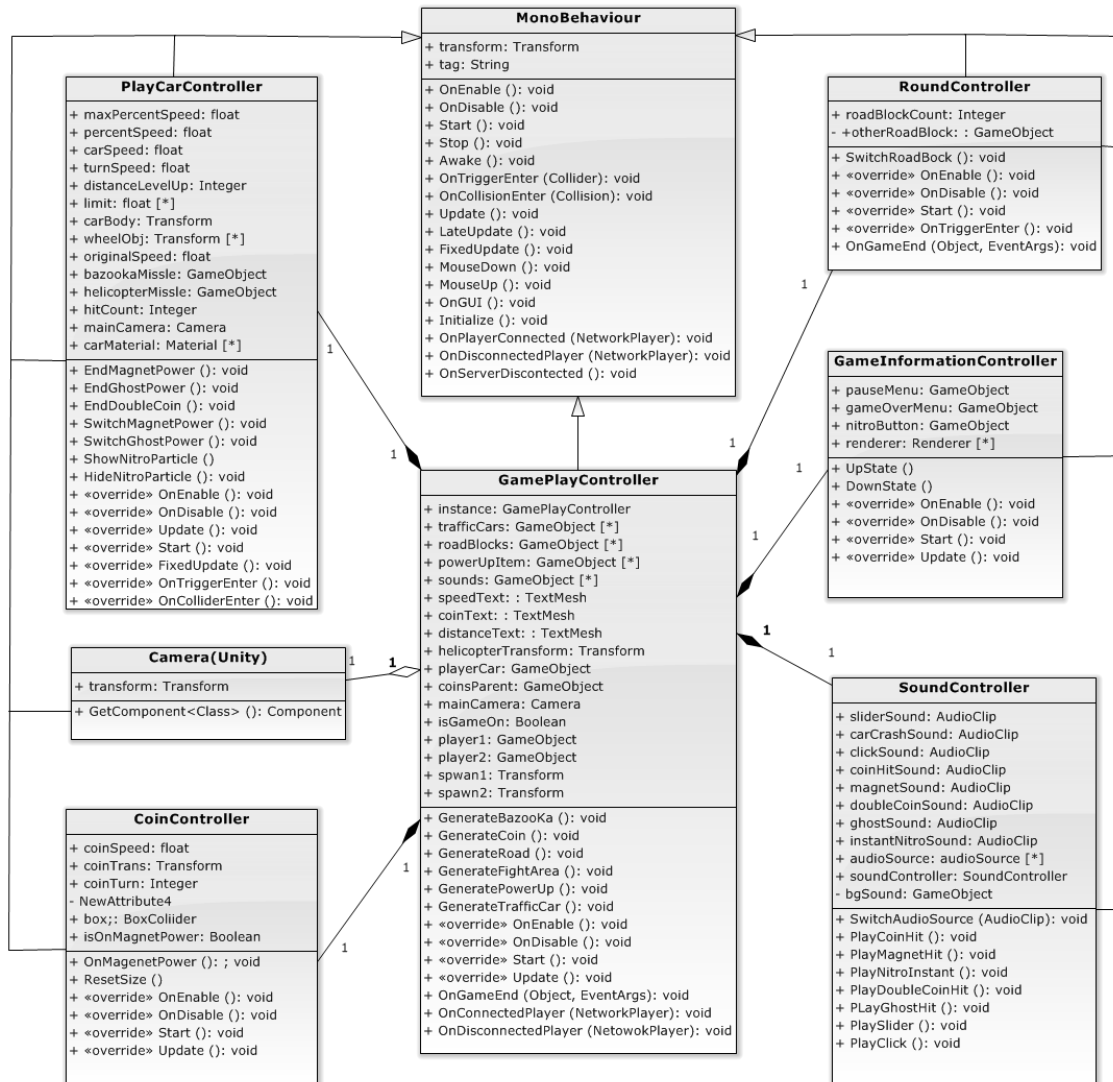 MonoBehaviour
+ transform: Transform
+ tag: String
+ OnEnable (): void
+ OnDisable (): void
+ Start (): void
+ Stop (): void
+ Awake (): void
+ OnTriggerEnter (Collider): void
+ OnCollisionEnter (Collision): void
+ Update (): void
+ LateUpdate (): void
+ FixedUpdate (): void
+ MouseDown (): void
+ MouseUp (): void
+ OnGUI (): void
+ Initialize (): void
+ OnPlayerConnected (NetworkPlayer): void
+ OnDisconnectedPlayer (NetworkPlayer): void
+ OnServerDiscontected (): void
PlayCarController
+ maxPercentSpeed: float
+ percentSpeed: float
+ carSpeed: float
+ turnSpeed: float
+ distanceLevelUp: Integer
+ limit: float [*]
+ carBody: Transform
+ wheelObj: Transform [*]
+ originalSpeed: float
+ bazookaMissle: GameObject
+ helicopterMissle: GameObject
+ hitCount: Integer
+ mainCamera: Camera
+ carMaterial: Material [*]
+ EndMagnetPower (): void
+ EndGhostPower (): void
+ EndDoubleCoin (): void
+ SwitchMagnetPower (): void
+ SwitchGhostPower (): void
+ ShowNitroParticle ()
+ HideNitroParticle (): void
+ «override» OnEnable (): void
+ «override» OnDisable (): void
+ «override» Update (): void
+ «override» Start (): void
+ «override» FixedUpdate (): void
+ «override» OnTriggerEnter (): void
+ «override» OnColliderEnter (): void
RoundController
+ roadBlockCount: Integer
- +otherRoadBlock: : GameObject
+ SwitchRoadBock (): void
+ «override» OnEnable (): void
+ «override» OnDisable (): void
+ «override» Start (): void
+ «override» OnTriggerEnter (): void
+ OnGameEnd (Object, EventArgs): void
1
1
1
1
GameInformationController
+ pauseMenu: GameObject
+ gameOverMenu: GameObject
+ nitroButton: GameObject
+ renderer: Renderer [*]
+ UpState ()
+ DownState ()
+ «override» OnEnable (): void
+ «override» OnDisable (): void
+ «override» Start (): void
+ «override» Update (): void
1
1
GamePlayController
+ instance: GamePlayController
+ trafficCars: GameObject [*]
+ roadBlocks: GameObject [*]
+ powerUpItem: GameObject [*]
+ sounds: GameObject [*]
+ speedText: : TextMesh
+ coinText: : TextMesh
+ distanceText: : TextMesh
+ helicopterTransform: Transform
+ playerCar: GameObject
+ coinsParent: GameObject
+ mainCamera: Camera
+ isGameOn: Boolean
+ player1: GameObject
+ player2: GameObject
+ spwan1: Transform
+ spawn2: Transform
+ GenerateBazooKa (): void
+ GenerateCoin (): void
+ GenerateRoad (): void
+ GenerateFightArea (): void
+ GeneratePowerUp (): void
+ GenerateTrafficCar (): void
+ «override» OnEnable (): void
+ «override» OnDisable (): void
+ «override» Start (): void
+ «override» Update (): void
+ OnGameEnd (Object, EventArgs): void
+ OnConnectedPlayer (NetworkPlayer): void
+ OnDisconnectedPlayer (NetowokPlayer): void
Camera(Unity)
+ transform: Transform
+ GetComponent<Class> (): Component
1
1
1
1
CoinController
+ coinSpeed: float
+ coinTrans: Transform
+ coinTurn: Integer
- NewAttribute4
+ box;: BoxColiider
+ isOnMagnetPower: Boolean
+ OnMagenetPower (): ; void
+ ResetSize ()
+ «override» OnEnable (): void
+ «override» OnDisable (): void
+ «override» Start (): void
+ «override» Update (): void
1
1
SoundController
+ sliderSound: AudioClip
+ carCrashSound: AudioClip
+ clickSound: AudioClip
+ coinHitSound: AudioClip
+ magnetSound: AudioClip
+ doubleCoinSound: AudioClip
+ ghostSound: AudioClip
+ instantNitroSound: AudioClip
+ audioSource: audioSource [*]
+ soundController: SoundController
- bgSound: GameObject
+ SwitchAudioSource (AudioClip): void
+ PlayCoinHit (): void
+ PlayMagnetHit (): void
+ PlayNitroInstant (): void
+ PlayDoubleCoinHit (): void
+ PLayGhostHit (): void
+ PlaySlider (): void
+ PlayClick (): void